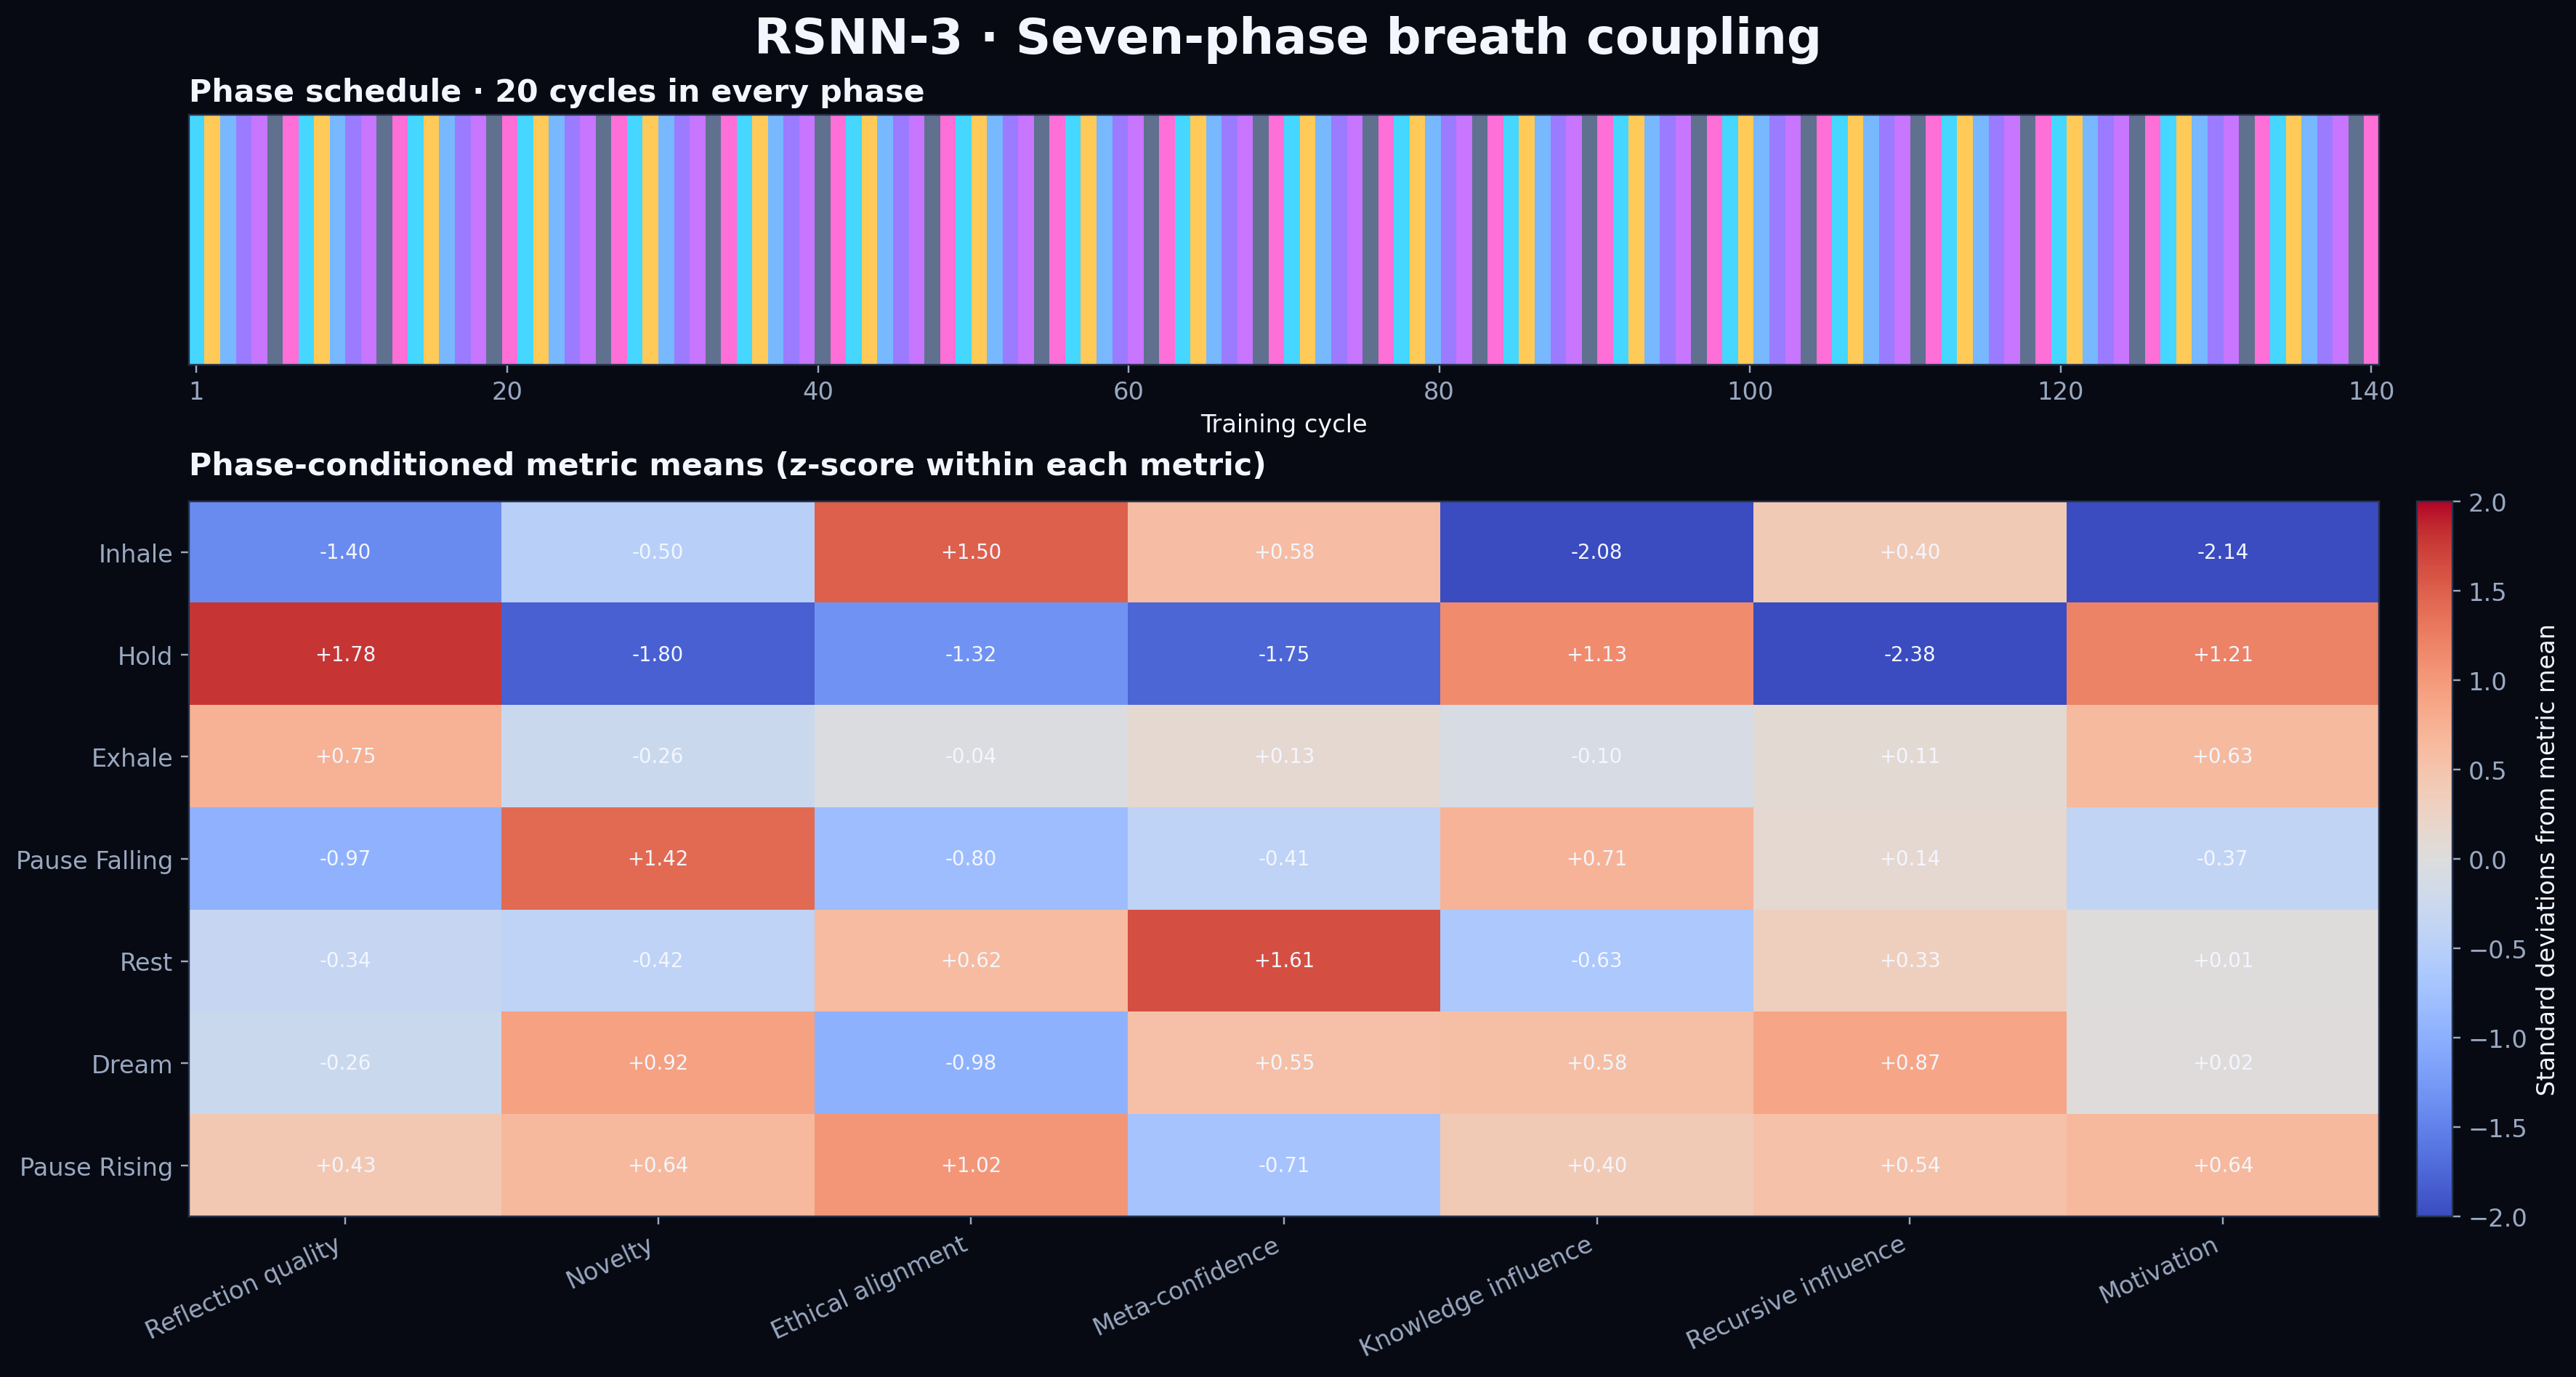 RSNN-3 · Seven-phase breath coupling
Phase schedule · 20 cycles in every phase
1 20 40 60 80 100 120 140
Training cycle
Phase-conditioned metric means (z-score within each metric)
Inhale -1.40 -0.50 +1.50 +0.58 -2.08 +0.40 -2.14
Hold +1.78 -1.80 -1.32 -1.75 +1.13 -2.38 +1.21
Exhale +0.75 -0.26 -0.04 +0.13 -0.10 +0.11 +0.63
Pause Falling -0.97 +1.42 -0.80 -0.41 +0.71 +0.14 -0.37
Rest -0.34 -0.42 +0.62 +1.61 -0.63 +0.33 +0.01
Dream -0.26 +0.92 -0.98 +0.55 +0.58 +0.87 +0.02
Pause Rising +0.43 +0.64 +1.02 -0.71 +0.40 +0.54 +0.64
Reflection quality
Novelty
Ethical alignment
Meta-confidence
Knowledge influence
Recursive influence
Motivation
2.0
1.5
1.0
0.5
0.0
−0.5
−1.0
−1.5
−2.0
Standard deviations from metric mean